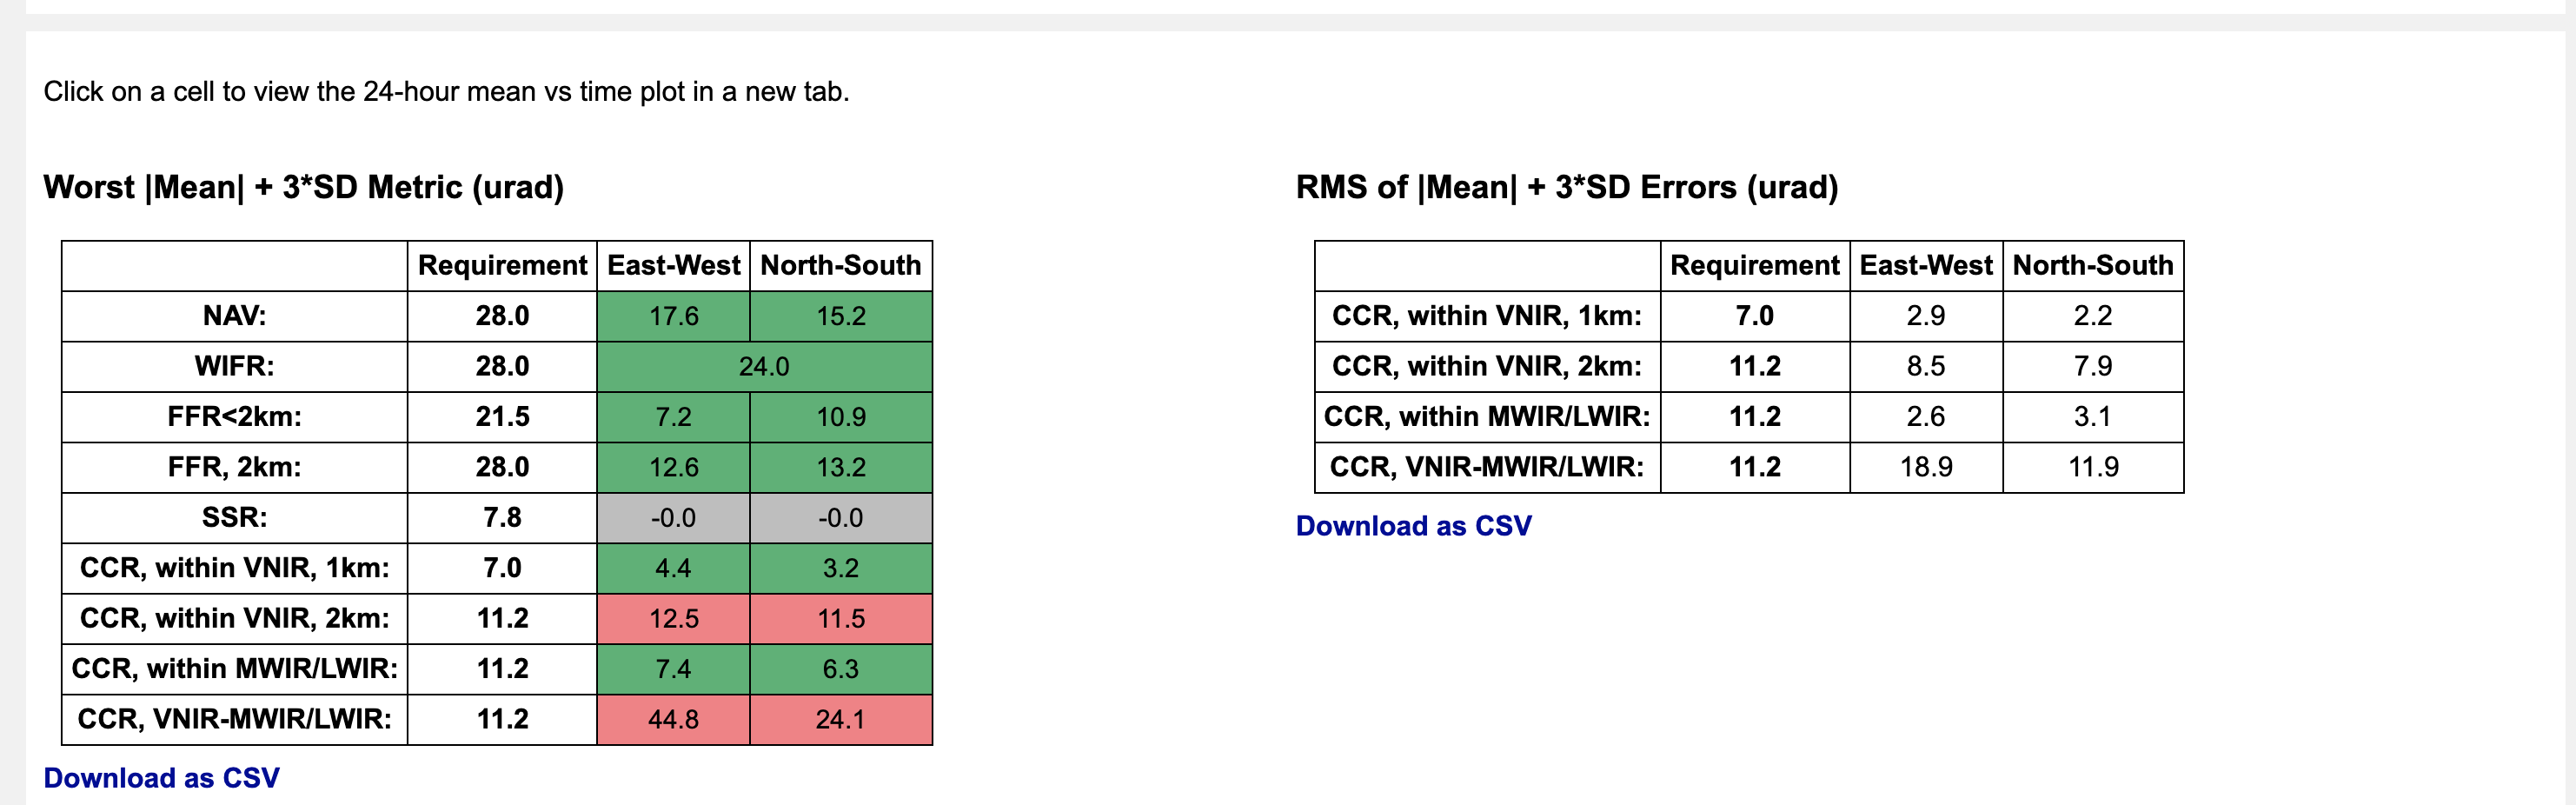 Click on a cell to view the 24-hour mean vs time plot in a new tab.
Worst |Mean| + 3*SD Metric (urad)
Requirement East-West North-South
NAV: 28.0 17.6 15.2
WIFR: 28.0 24.0
FFR<2km: 21.5 7.2 10.9
FFR, 2km: 28.0 12.6 13.2
SSR: 7.8 -0.0 -0.0
CCR, within VNIR, 1km: 7.0 4.4 3.2
CCR, within VNIR, 2km: 11.2 12.5 11.5
CCR, within MWIR/LWIR: 11.2 7.4 6.3
CCR, VNIR-MWIR/LWIR: 11.2 44.8 24.1
Download as CSV
RMS of |Mean| + 3*SD Errors (urad)
Requirement East-West North-South
CCR, within VNIR, 1km: 7.0 2.9 2.2
CCR, within VNIR, 2km: 11.2 8.5 7.9
CCR, within MWIR/LWIR: 11.2 2.6 3.1
CCR, VNIR-MWIR/LWIR: 11.2 18.9 11.9
Download as CSV